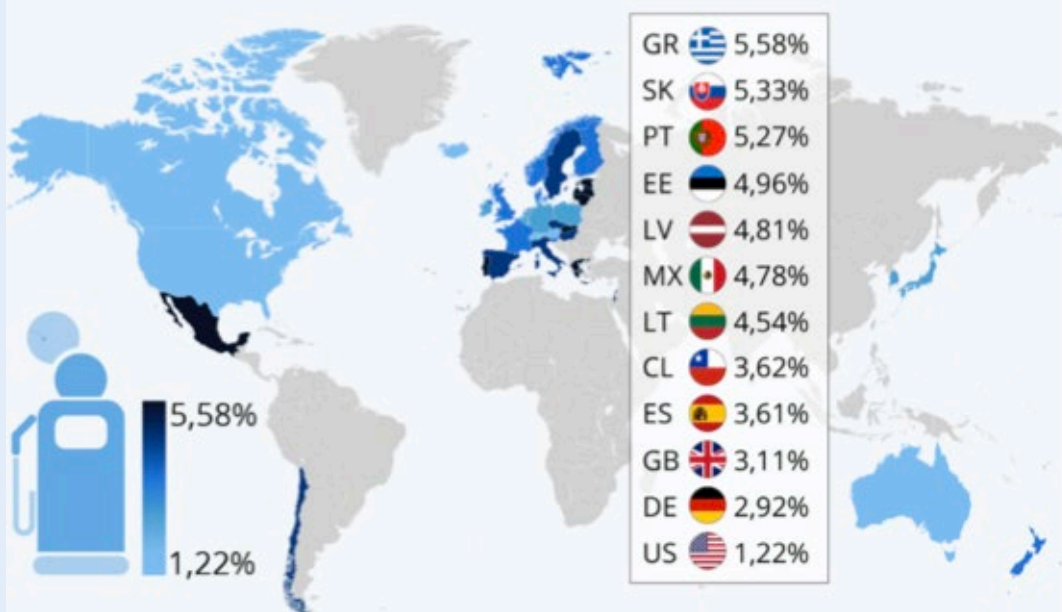 GR 5,58%
SK 5,33%
PT 5,27%
EE 4,96%
LV 4,81%
MX 4,78%
LT 4,54%
CL 3,62%
ES 3,61%
GB 3,11%
DE 2,92%
US 1,22%
5,58%
1,22%